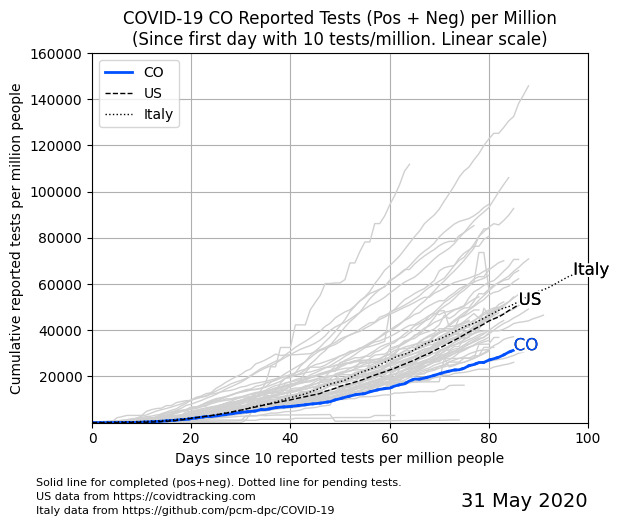 COVID-19 CO Reported Tests (Pos + Neg) per Million
(Since first day with 10 tests/million. Linear scale)
160000
140000
120000
100000
80000
60000
40000
20000
Cumulative reported tests per million people
CO
US
Italy
Italy
US
CO
0 20 40 60 80 100
Days since 10 reported tests per million people
Solid line for completed (pos+neg). Dotted line for pending tests.
US data from https://covidtracking.com
Italy data from https://github.com/pcm-dpc/COVID-19
31 May 2020